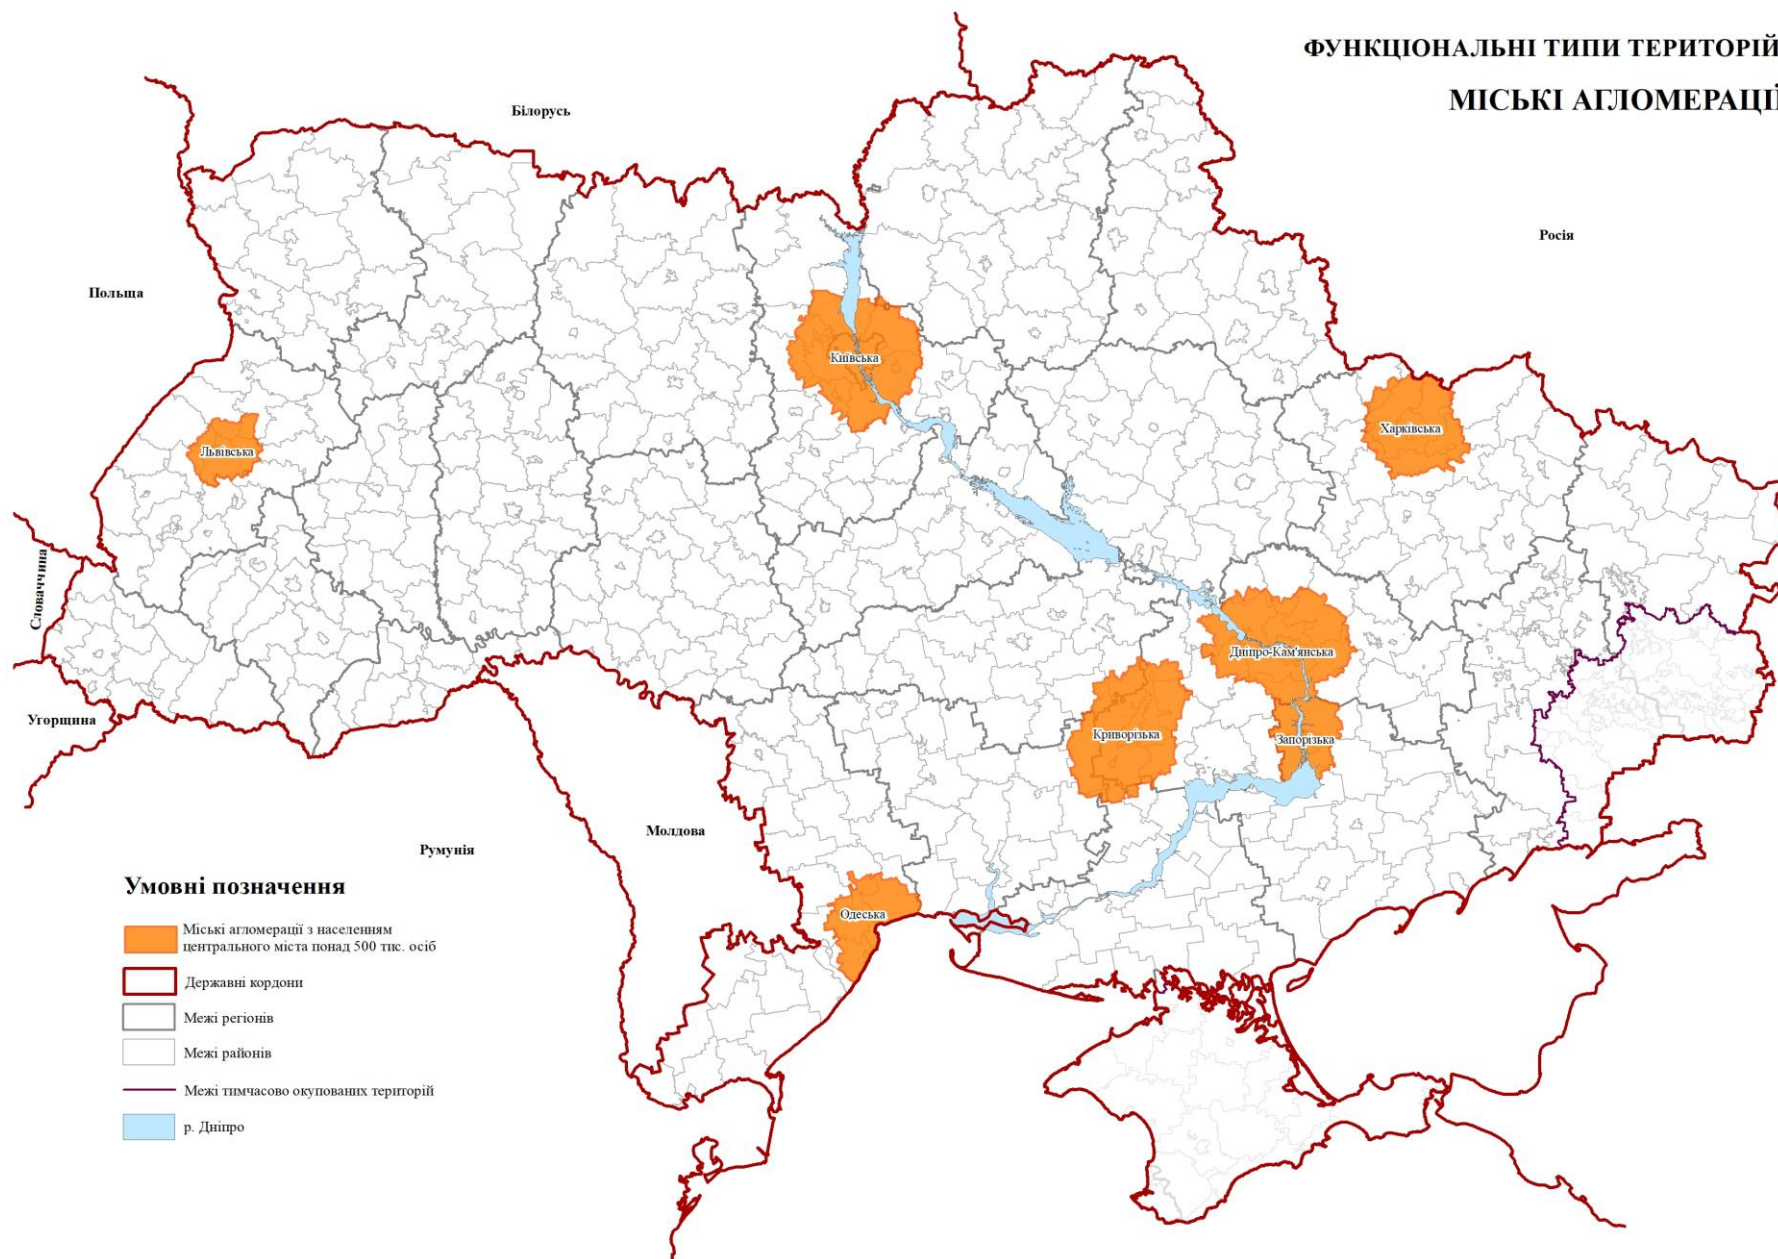 ФУНКЦІОНАЛЬНІ ТИПИ ТЕРИТОРІЙ
МІСЬКІ АГЛОМЕРАЦІЇ
Білорусь
Росія
Польща
Київська
Харківська
Львівська
Словаччина
Дніпро-Кам'янська
Угорщина
Криворізька
Запорізька
Молдова
Румунія
Одеська
Умовні позначення
Міські агломерації з населенням
центрального міста понад 500 тис. осіб
Державні кордони
Межі регіонів
Межі районів
Межі тимчасово окупованих територій
р. Дніпро